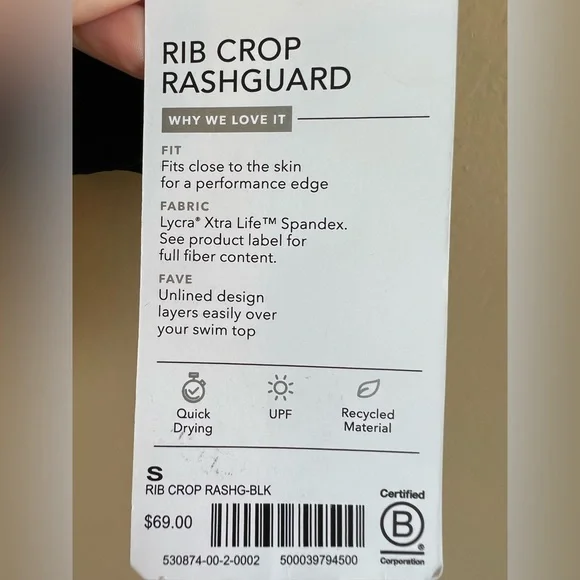 RIB CROP
RASHGUARD
WHY WE LOVE IT
FIT
Fits close to the skin
for a performance edge
FABRIC
Lycra® Xtra Life™ Spandex.
See product label for
full fiber content.
FAVE
Unlined design
layers easily over
your swim top
Quick
Drying
UPF
Recycled
Material
S
RIB CROP RASHG-BLK
$69.00
530874-00-2-0002 500039794500
Certified
B
®
Corporation